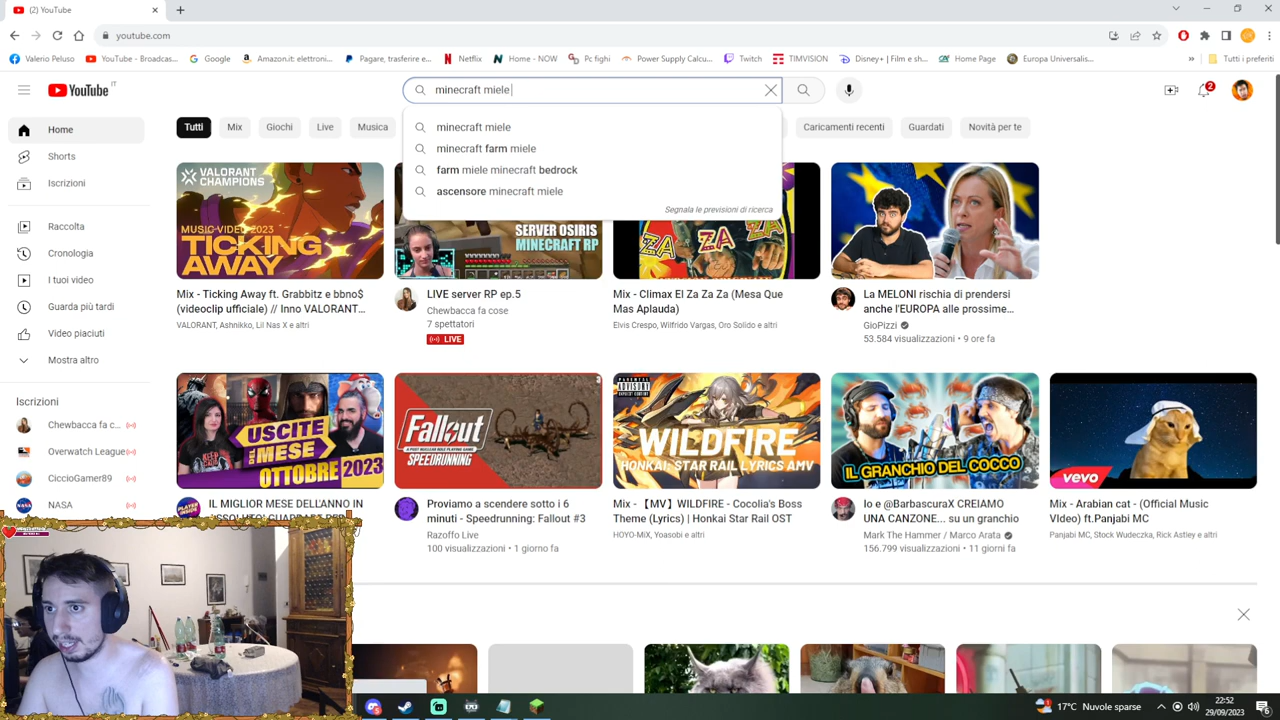 (2) YouTube
youtube.com
Valerio Peluso
YouTube - Broadcas...
Google
Amazon.it: elettroni...
Pagare, trasferire e...
Netflix
Home - NOW
Pc fighi
Power Supply Calcu...
Twitch
TIMVISION
Disney+ | Film e sh...
Home Page
Europa Universalis...
»
Tutti i preferiti
YouTube IT
minecraft miele
2
Tutti
Mix
Giochi
Live
Musica
Caricamenti recenti
Guardati
Novità per te
minecraft miele
minecraft farm miele
farm miele minecraft bedrock
ascensore minecraft miele
Segnala le previsioni di ricerca
Home
Shorts
Iscrizioni
Raccolta
Cronologia
I tuoi video
Guarda più tardi
Video piaciuti
Mostra altro
Iscrizioni
Chewbacca fa c...
Overwatch League
CiccioGamer89
NASA
VALORANT
CHAMPIONS
MUSIC VIDEO 2023
TICKING
AWAY
Mix - Ticking Away ft. Grabbitz e bbno$
(videoclip ufficiale) // Inno VALORANT...
VALORANT, Ashnikko, Lil Nas X e altri
SERVER OSIRIS
MINECRAFT RP
LIVE server RP ep.5
Chewbacca fa cose
7 spettatori
LIVE
ZA
ZA
ZA
Mix - Climax El Za Za Za (Mesa Que
Mas Aplauda)
Elvis Crespo, Wilfrido Vargas, Oro Solido e altri
La MELONI rischia di prendersi
anche l'EUROPA alle prossime...
GioPizzi
53.584 visualizzazioni • 9 ore fa
USCITE
DEL
MESE
OTTOBRE 2023
IL MIGLIOR MESE DELL'ANNO IN
Fallout
SPEEDRUNNING
Proviamo a scendere sotto i 6
minuti - Speedrunning: Fallout #3
Razoffo Live
100 visualizzazioni • 1 giorno fa
WILDFIRE
HONKAI: STAR RAIL LYRICS AMV
Mix - 【MV】WILDFIRE - Cocolia's Boss
Theme (Lyrics) | Honkai Star Rail OST
HOYO-MiX, Yoasobi e altri
IL GRANCHIO DEL COCCO
Io e @BarbascuraX CREIAMO
UNA CANZONE... su un granchio
Mark The Hammer / Marco Arata
156.799 visualizzazioni • 11 giorni fa
vevo
Mix - Arabian cat - (Official Music
VIdeo) ft.Panjabi MC
Panjabi MC, Stock Wudeczka, Rick Astley e altri
17°C Nuvole sparse
22:52
29/09/2023
6